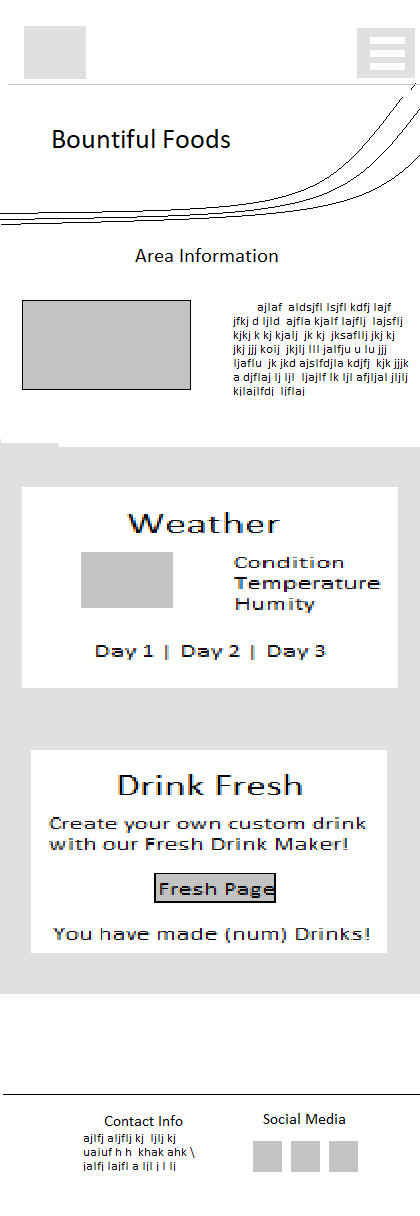 Bountiful Foods
Area Information
ajlaf aldsjfl lsjfl kdfj lajf
jfkj d ljld ajfla kjalf lajflj lajsflj
kjkj k kj kjalj jk kj jksafllj jkj kj
jkj jjj koij jkjlj lll jalfju u lu jjj
ljaflu jk jkd ajslfdjla kdjfj kjk jjjk
a djflaj lj ljl ljajlf lk ljl afjljal jljlj
kjlajlfdj ljflaj
Weather
Condition
Temperature
Humity
Day 1 | Day 2 | Day 3
Drink Fresh
Create your own custom drink
with our Fresh Drink Maker!
Fresh Page
You have made (num) Drinks!
Contact Info
ajlfj aljflj kj ljlj kj
uaiuf h h khak ahk \
jalfj lajfl a ljl j l lj
Social Media